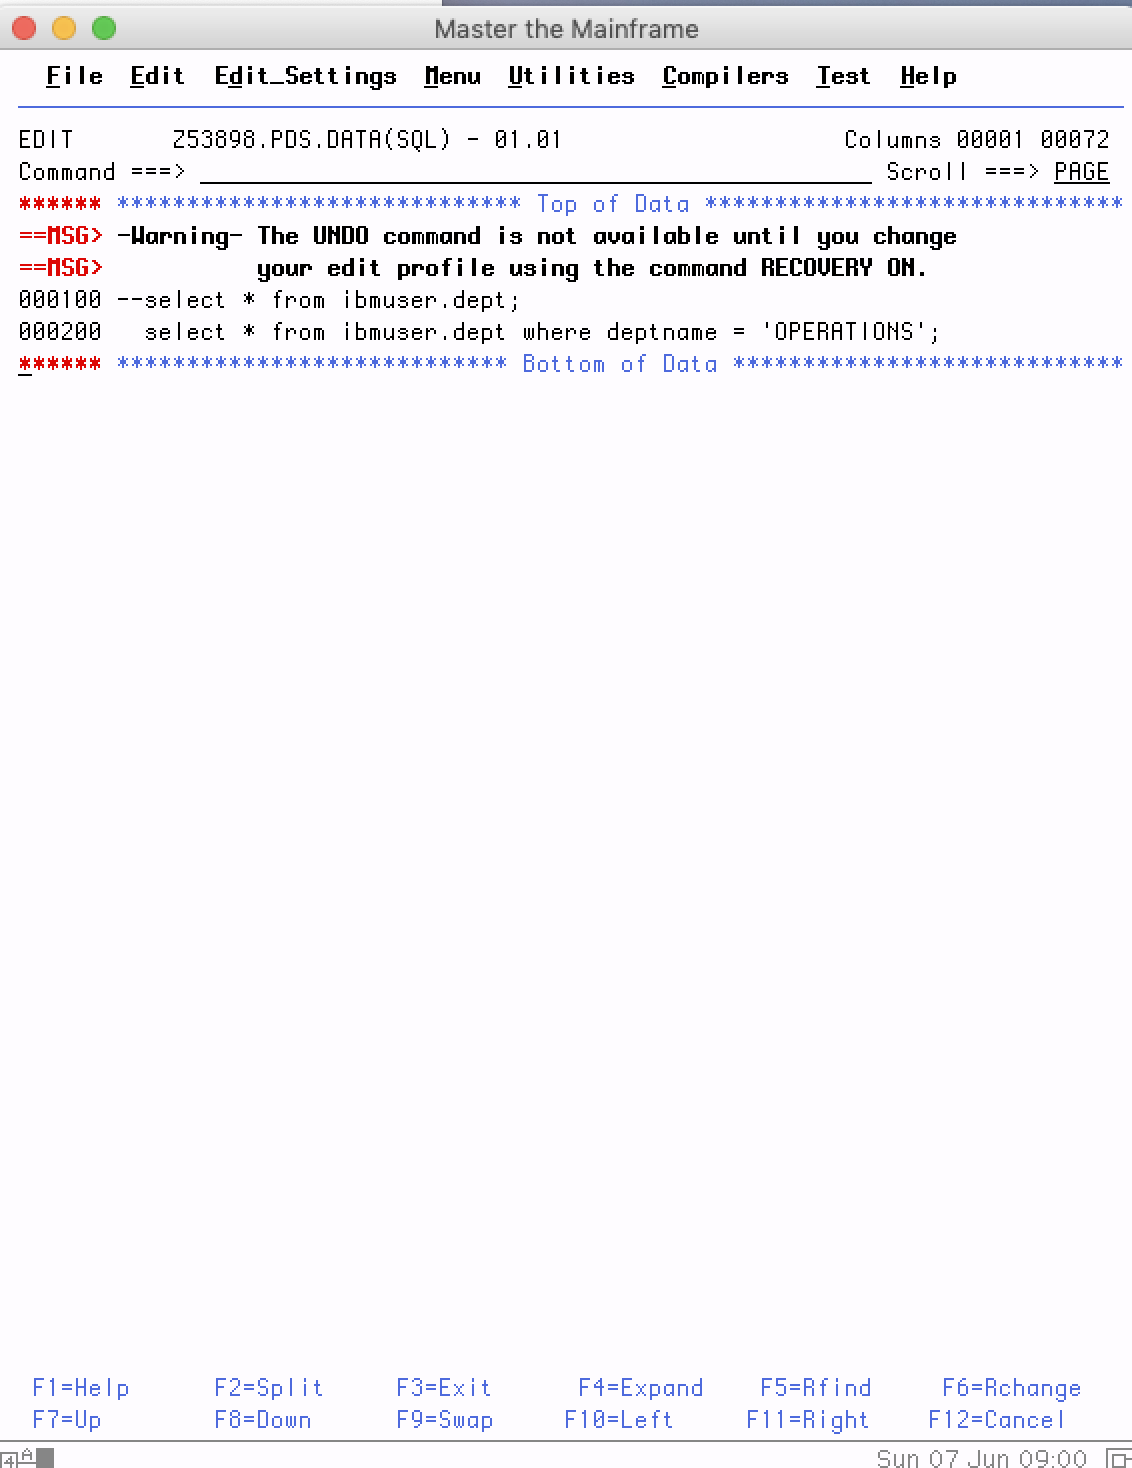 Master the Mainframe
File Edit Edit_Settings Menu Utilities Compilers Test Help
EDIT Z53898.PDS.DATA(SQL) - 01.01 Columns 00001 00072
Command ===> Scroll ===> PAGE
****** ***************************** Top of Data ******************************
==MSG> -Warning- The UNDO command is not available until you change
==MSG> your edit profile using the command RECOVERY ON.
000100 --select * from ibmuser.dept;
000200 select * from ibmuser.dept where deptname = 'OPERATIONS';
****** **************************** Bottom of Data ****************************
F1=Help F2=Split F3=Exit F4=Expand F5=Rfind F6=Rchange
F7=Up F8=Down F9=Swap F10=Left F11=Right F12=Cancel
4 A Sun 07 Jun 09:00